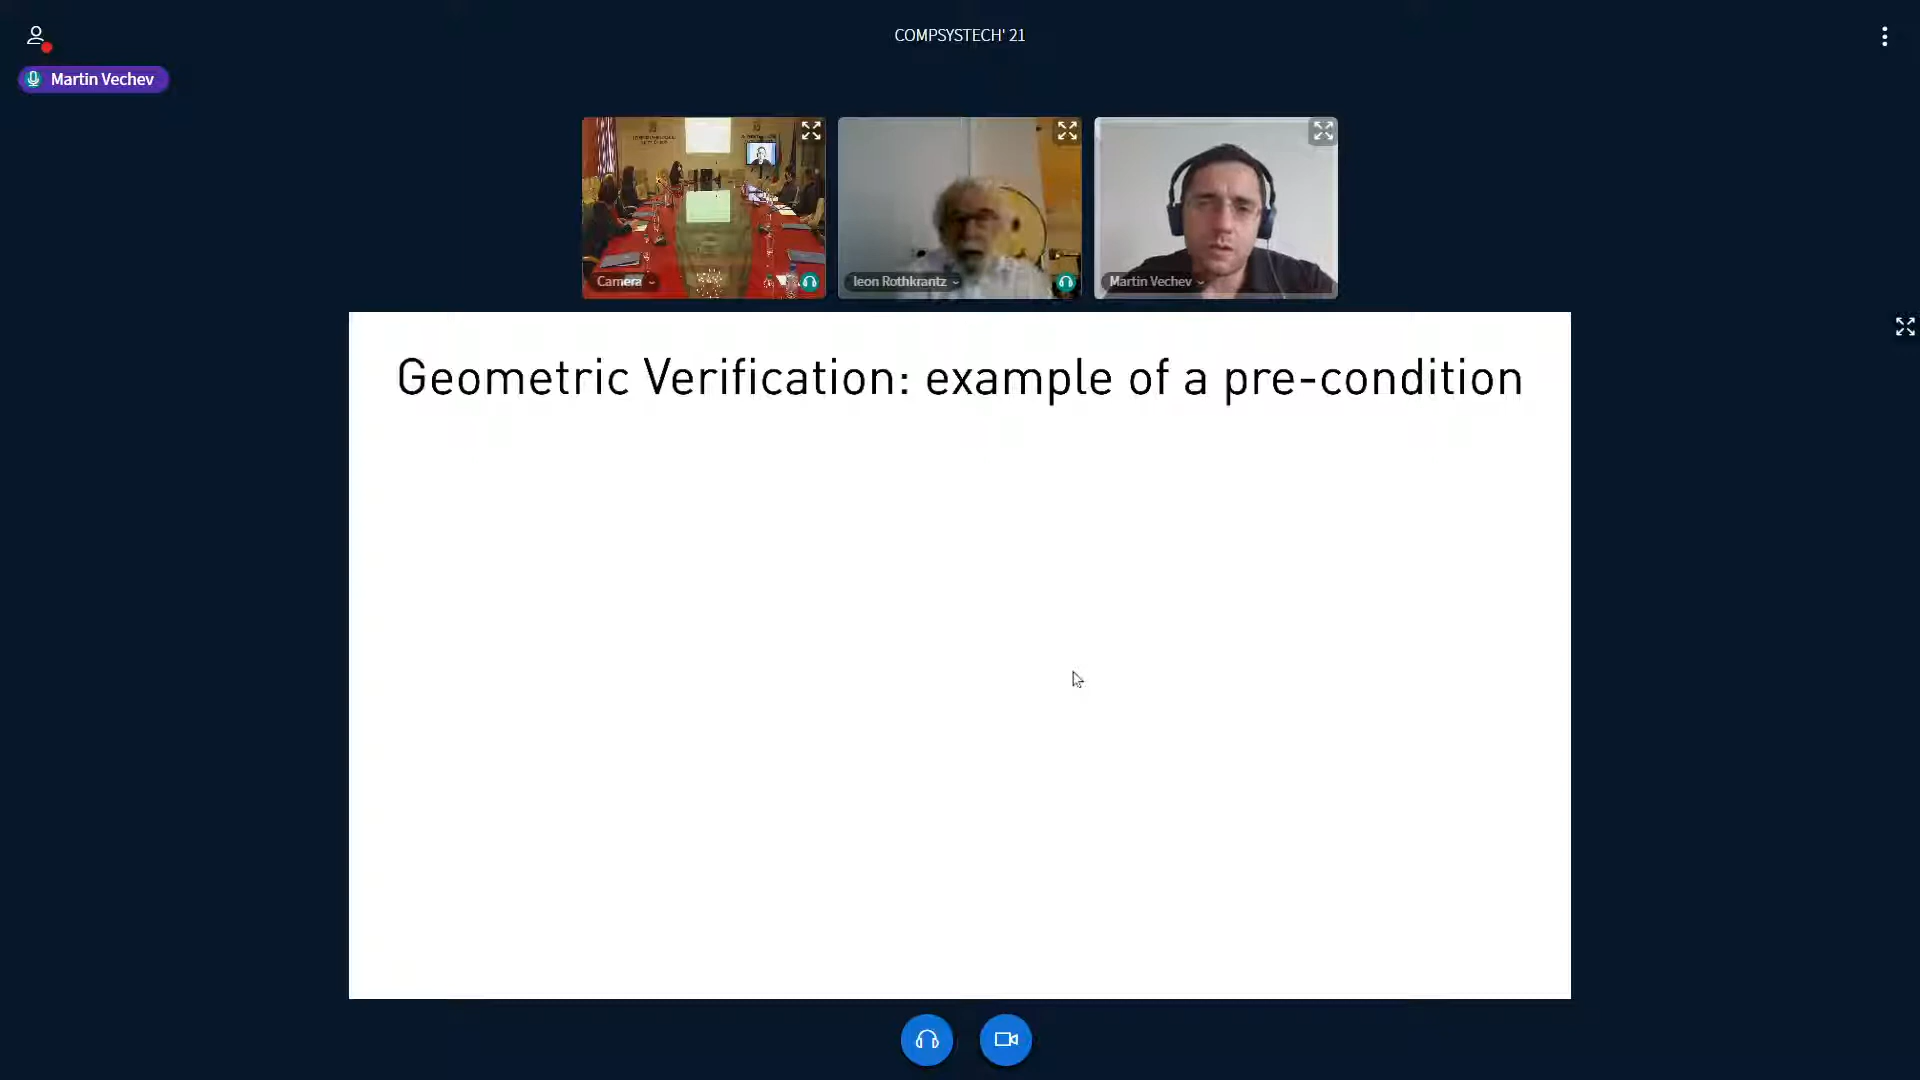 COMPSYSTECH' 21
Martin Vechev
Camera
leon Rothkrantz
Martin Vechev
Geometric Verification: example of a pre-condition